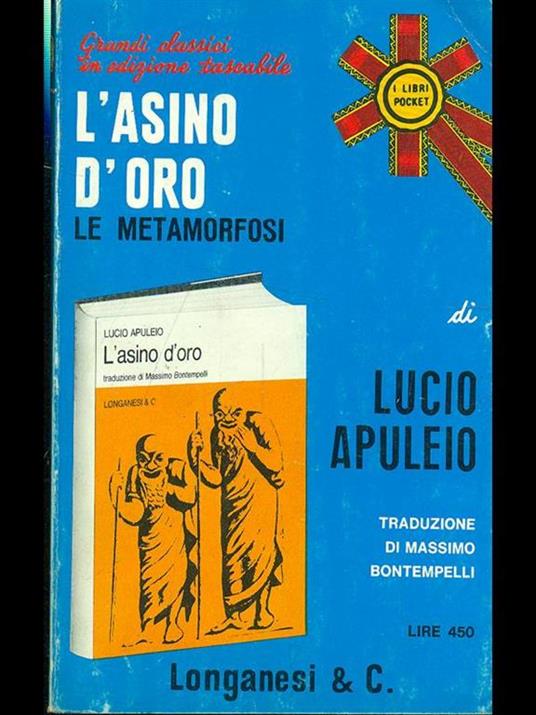 Grandi classici
in edizione tascabile
I LIBRI
POCKET
L'ASINO
D'ORO
LE METAMORFOSI
LUCIO APULEIO
L'asino d'oro
traduzione di Massimo Bontempelli
LONGANESI & C
di
LUCIO
APULEIO
TRADUZIONE
DI MASSIMO
BONTEMPELLI
LIRE 450
Longanesi & C.